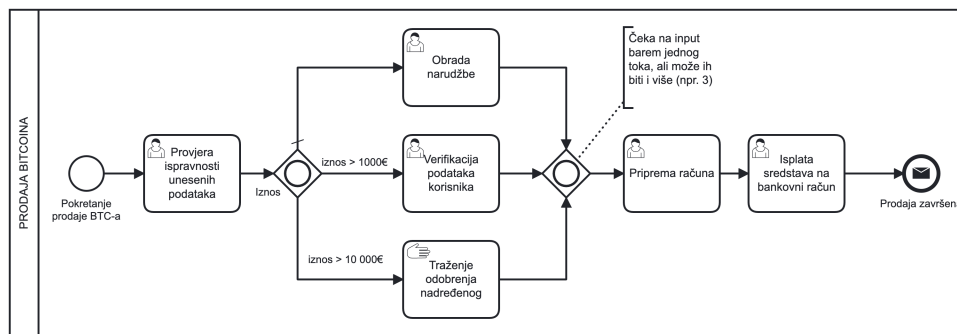 PRODAJA BITCOINA
Pokretanje
prodaje BTC-a
Provjera
ispravnosti
unesenih
podataka
Iznos
Obrada
narudžbe
iznos > 1000€
Verifikacija
podataka
korisnika
iznos > 10 000€
Traženje
odobrenja
nadređenog
Čeka na input
barem jednog
toka, ali može ih
biti i više (npr. 3)
Priprema računa
Isplata
sredstava na
bankovni račun
Prodaja završena